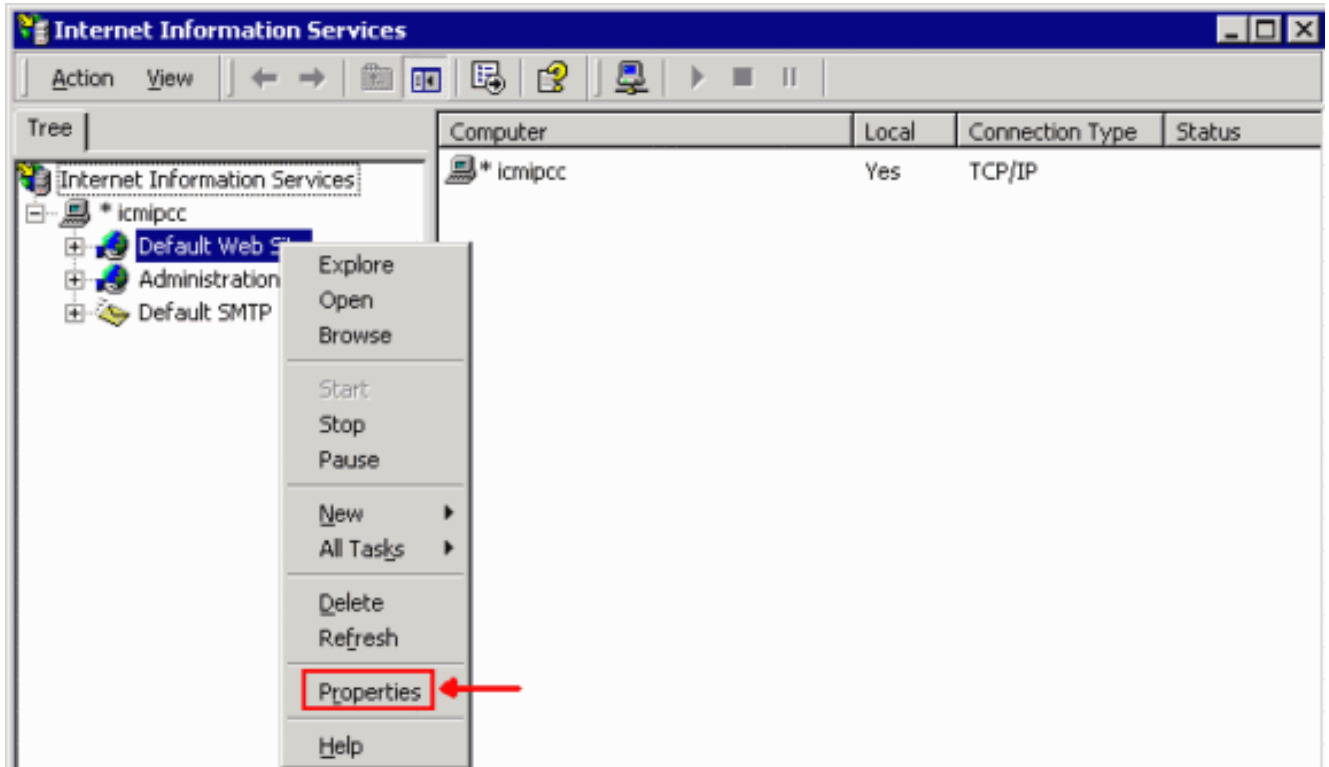 Internet Information Services
Action View
Tree
Computer Local Connection Type Status
Internet Information Services
* icmipcc Yes TCP/IP
* icmipcc
Default Web
Administration
Default SMTP
Explore
Open
Browse
Start
Stop
Pause
New
All Tasks
Delete
Refresh
Properties
Help